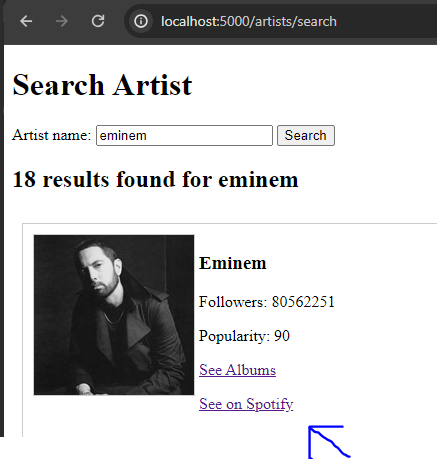 localhost:5000/artists/search
Search Artist
Artist name: eminem Search
18 results found for eminem
Eminem
Followers: 80562251
Popularity: 90
See Albums
See on Spotify